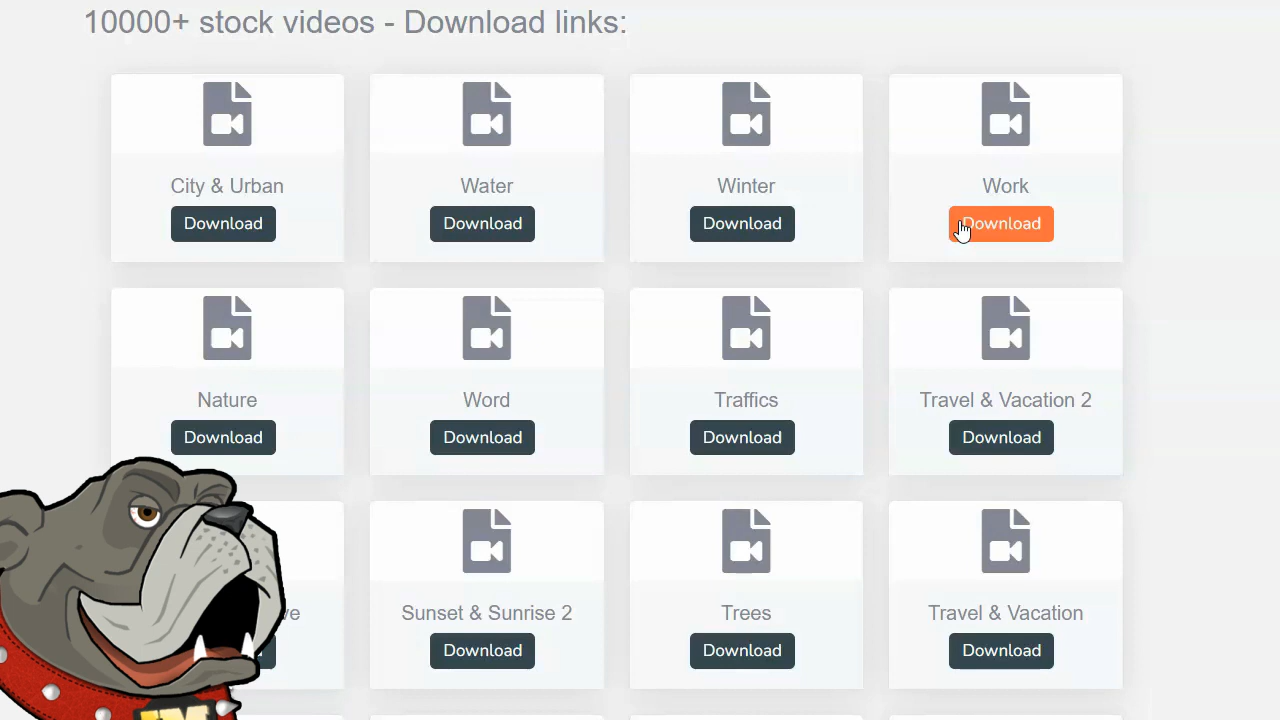 10000+ stock videos - Download links:
City & Urban
Download
Water
Download
Winter
Download
Work
Download
Nature
Download
Word
Download
Traffics
Download
Travel & Vacation 2
Download
Sunset & Sunrise 2
Download
Trees
Download
Travel & Vacation
Download
IM